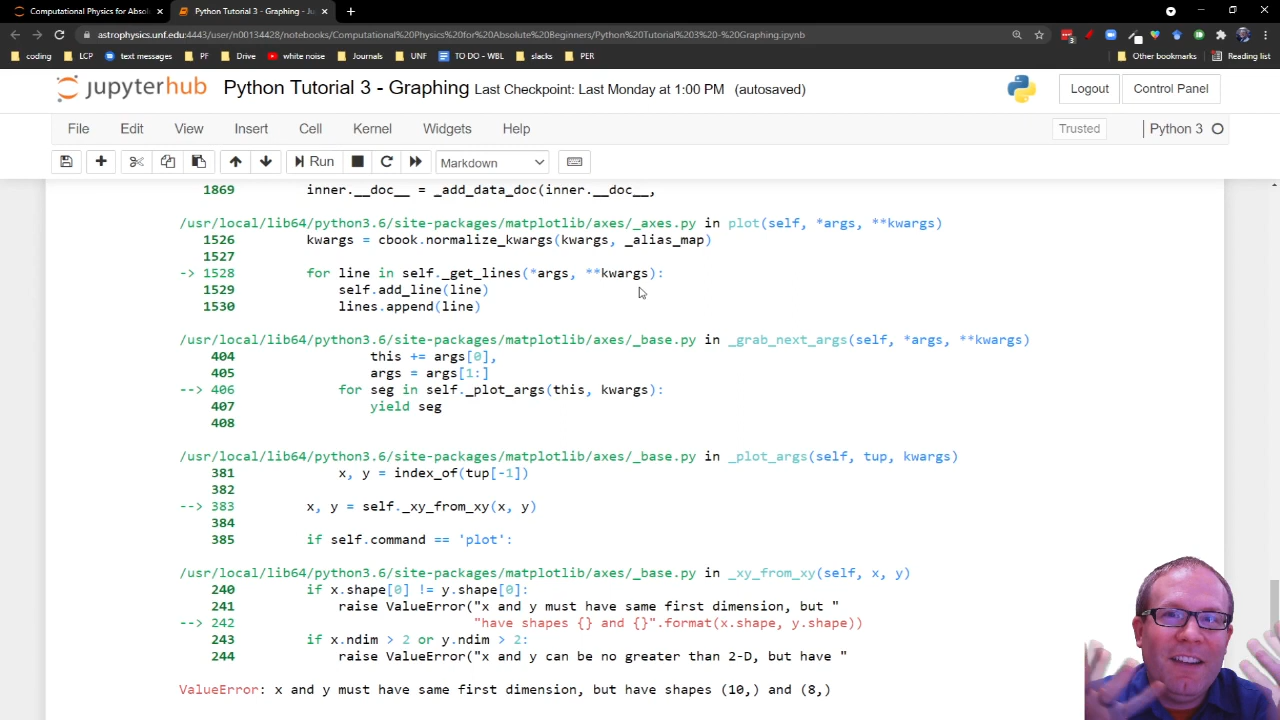 Computational Physics for Absol
Python Tutorial 3 - Graphing - Ju
astrophysics.unf.edu:4443/user/n00134428/notebooks/Computational%20Physics%20for%20Absolute%20Beginners/Python%20Tutorial%203%20-%20Graphing.ipynb
coding LCP text messages PF Drive white noise Journals UNF TO DO - WBL slacks PER Other bookmarks Reading list
jupyterhub Python Tutorial 3 - Graphing Last Checkpoint: Last Monday at 1:00 PM (autosaved) Logout Control Panel
File Edit View Insert Cell Kernel Widgets Help Trusted Python 3
Run Markdown
1869 inner.__doc__ = _add_data_doc(inner.__doc__,
/usr/local/lib64/python3.6/site-packages/matplotlib/axes/_axes.py in plot(self, *args, **kwargs)
1526 kwargs = cbook.normalize_kwargs(kwargs, _alias_map)
1527
-> 1528 for line in self._get_lines(*args, **kwargs):
1529 self.add_line(line)
1530 lines.append(line)
/usr/local/lib64/python3.6/site-packages/matplotlib/axes/_base.py in _grab_next_args(self, *args, **kwargs)
404 this += args[0],
405 args = args[1:]
--> 406 for seg in self._plot_args(this, kwargs):
407 yield seg
408
/usr/local/lib64/python3.6/site-packages/matplotlib/axes/_base.py in _plot_args(self, tup, kwargs)
381 x, y = index_of(tup[-1])
382
--> 383 x, y = self._xy_from_xy(x, y)
384
385 if self.command == 'plot':
/usr/local/lib64/python3.6/site-packages/matplotlib/axes/_base.py in _xy_from_xy(self, x, y)
240 if x.shape[0] != y.shape[0]:
241 raise ValueError("x and y must have same first dimension, but "
--> 242 "have shapes {} and {}".format(x.shape, y.shape))
243 if x.ndim > 2 or y.ndim > 2:
244 raise ValueError("x and y can be no greater than 2-D, but have "
ValueError: x and y must have same first dimension, but have shapes (10,) and (8,)